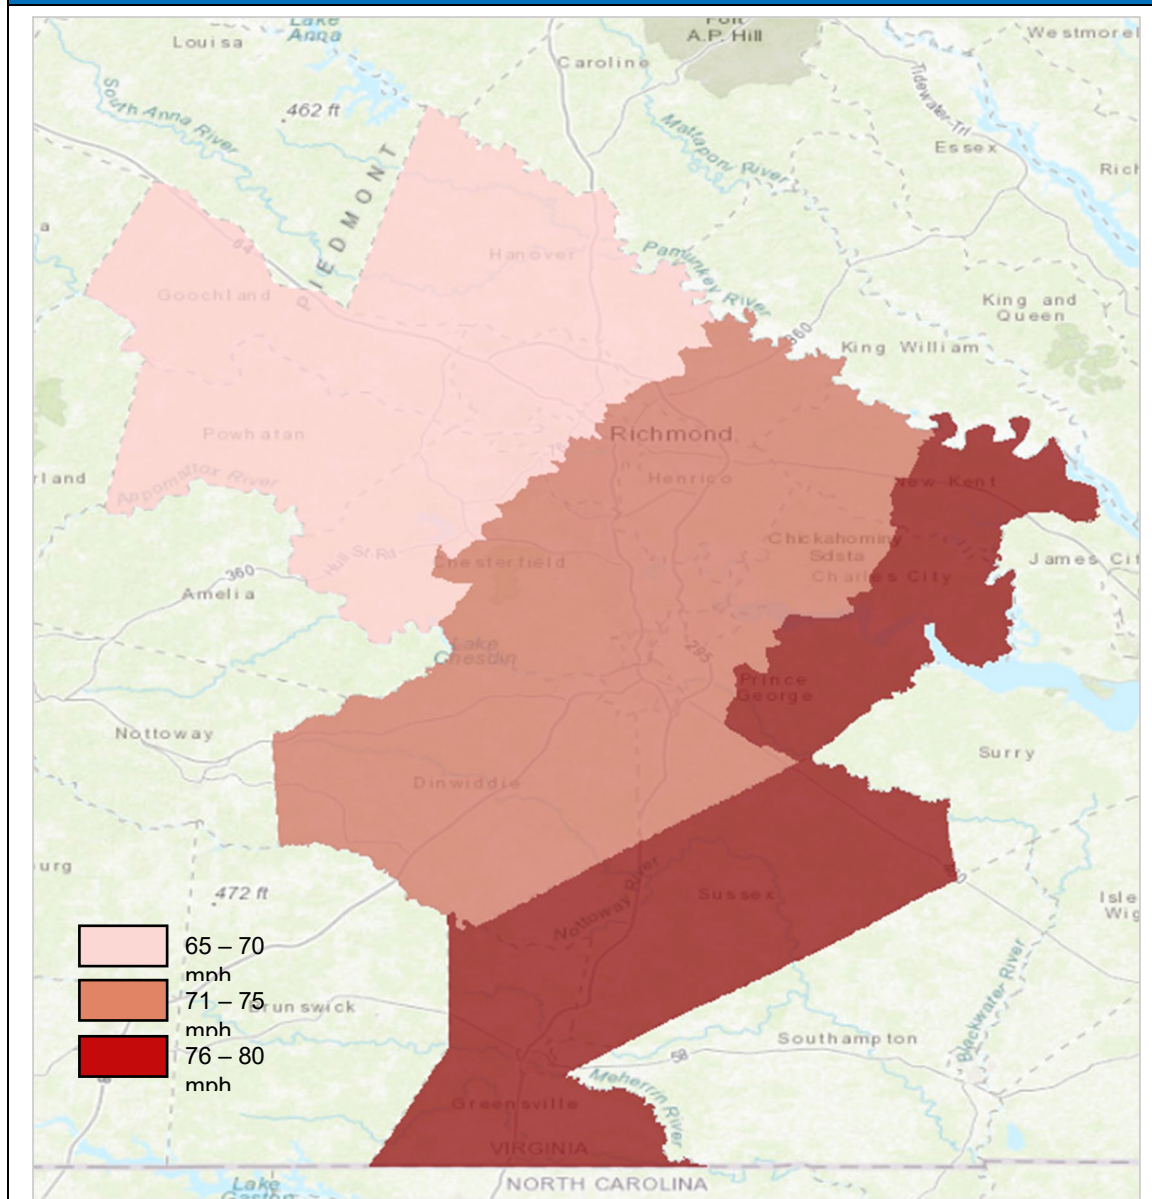 Lake
Anna
Fort
A.P. Hill
Louisa
Westmorel
Caroline
Tidewater-Trl
462 ft
South Anna River
Mattaponi River
Essex
Rich
PIEDMONT
a
64
Hanover
Pamunkey River
Goochland
King and
Queen
360
King William
Powhatan
Richmond
76
rland
Appomattox River
Henrico
New Kent
Chickahominy
Sdsta
Hull St Rd
Chesterfield
James Cit
Charles City
360
Amelia
Lake
Chesdin
295
Prince
George
Nottoway
Surry
Dinwiddie
urg
472 ft
Sussex
460
Isle
Wig
Nottoway River
65 – 70
mph
71 – 75
mph
76 – 80
mph
Brunswick
Blackwater River
Southampton
58
Meherrin River
Greensville
VIRGINIA
NORTH CAROLINA
Lake
Gaston